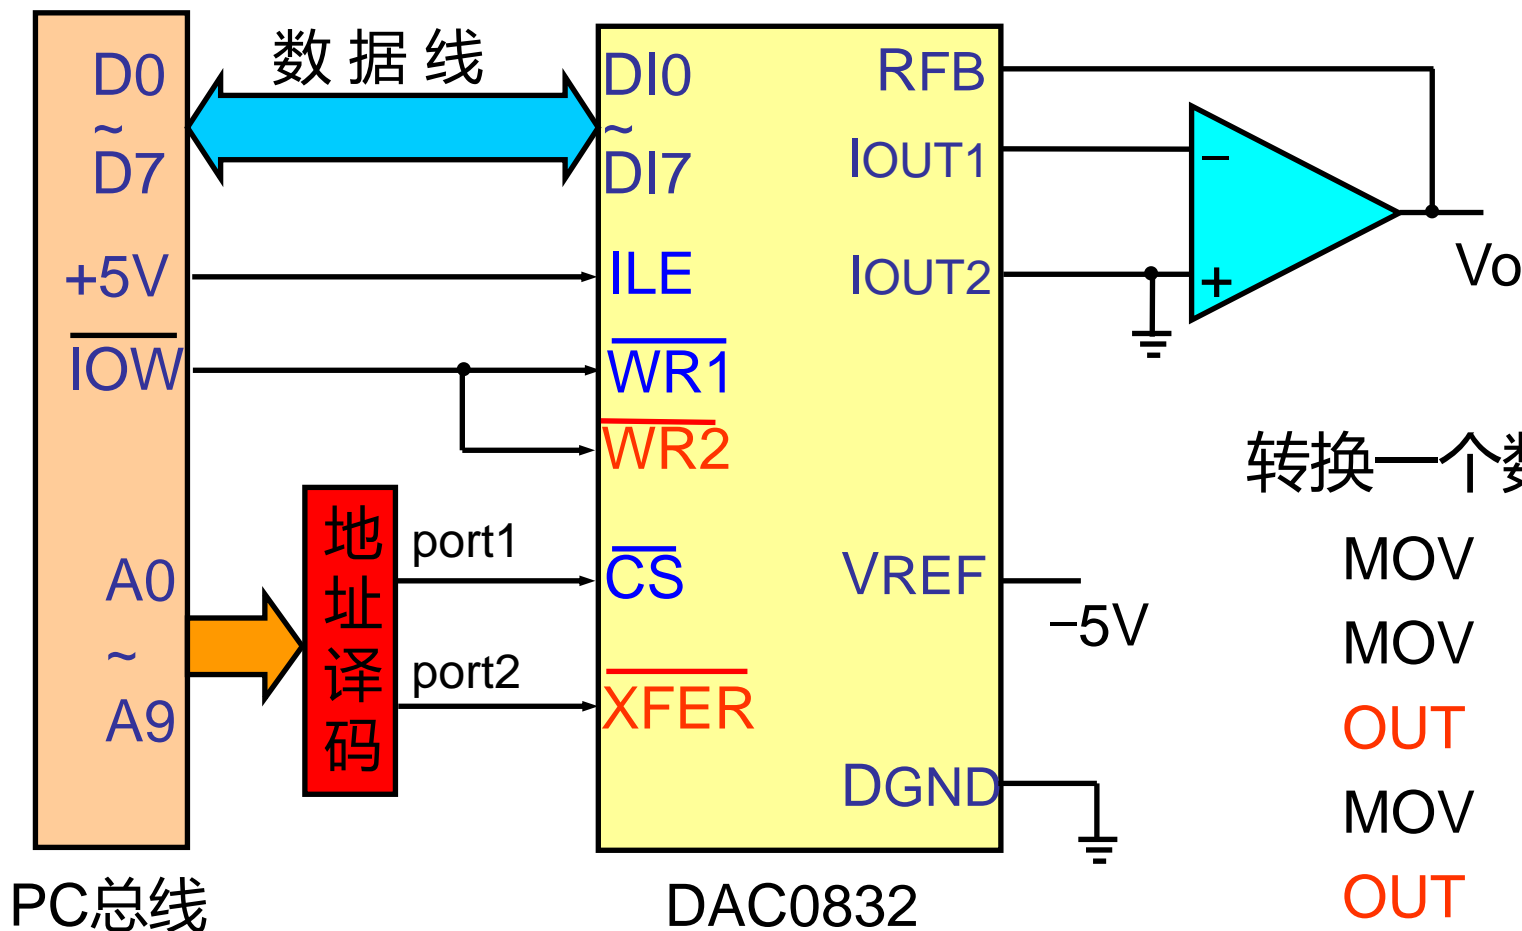 数据线
D0
~
D7
+5V
IOW
A0
~
A9
PC总线
地
址
译
码
port1
port2
DI0
~
DI7
ILE
WR1
WR2
CS
XFER
RFB
IOUT1
IOUT2
VREF
DGND
DAC0832
−
+
Vo
−5V
转换一个
MOV
MOV
OUT
MOV
OUT